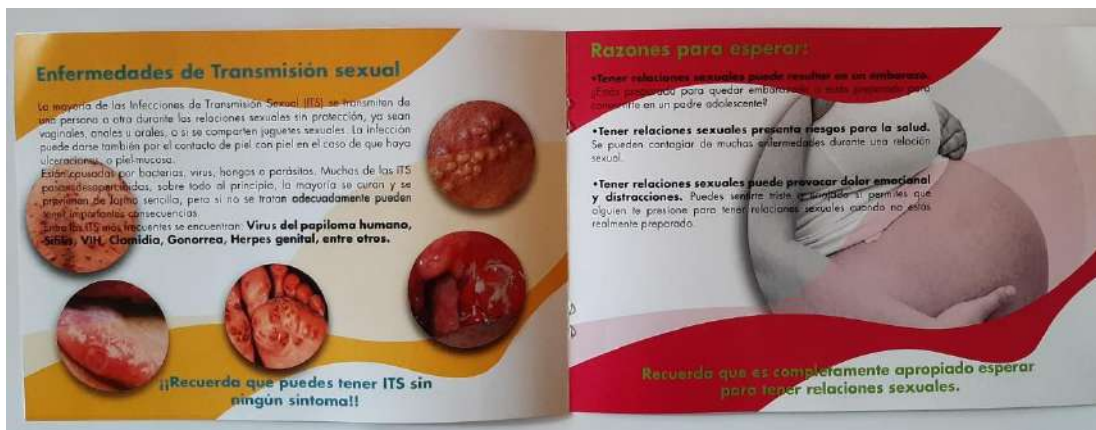 Enfermedades de Transmisión sexual
La mayoría de las Infecciones de Transmisión Sexual (ITS) se transmiten de
una persona a otra durante las relaciones sexuales sin protección, ya sean
vaginales, anales u orales, o si se comparten juguetes sexuales. La infección
puede darse también por el contacto de piel con piel en el caso de que haya
ulceraciones, o piel-mucosa.
Están causadas por bacterias, virus, hongos o parásitos. Muchas de las ITS
pasan desapercibidas, sobre todo al principio, la mayoría se curan y se
previenen de forma sencilla, pero si no se tratan adecuadamente pueden
tener importantes consecuencias.
Entre las ITS más frecuentes se encuentran: Virus del papiloma humano,
Sífilis, VIH, Clamidia, Gonorrea, Herpes genital, entre otros.
¡¡Recuerda que puedes tener ITS sin
ningún síntoma!!
Razones para esperar:
•Tener relaciones sexuales puede resultar en un embarazo.
¿Estás preparada para quedar embarazada o estás preparado para
convertirte en un padre adolescente?
•Tener relaciones sexuales presenta riesgos para la salud.
Se pueden contagiar de muchas enfermedades durante una relación
sexual.
•Tener relaciones sexuales puede provocar dolor emocional
y distracciones. Puedes sentirte triste o enojado si permites que
alguien te presione para tener relaciones sexuales cuando no estas
realmente preparado.
Recuerda que es completamente apropiado esperar
para tener relaciones sexuales.